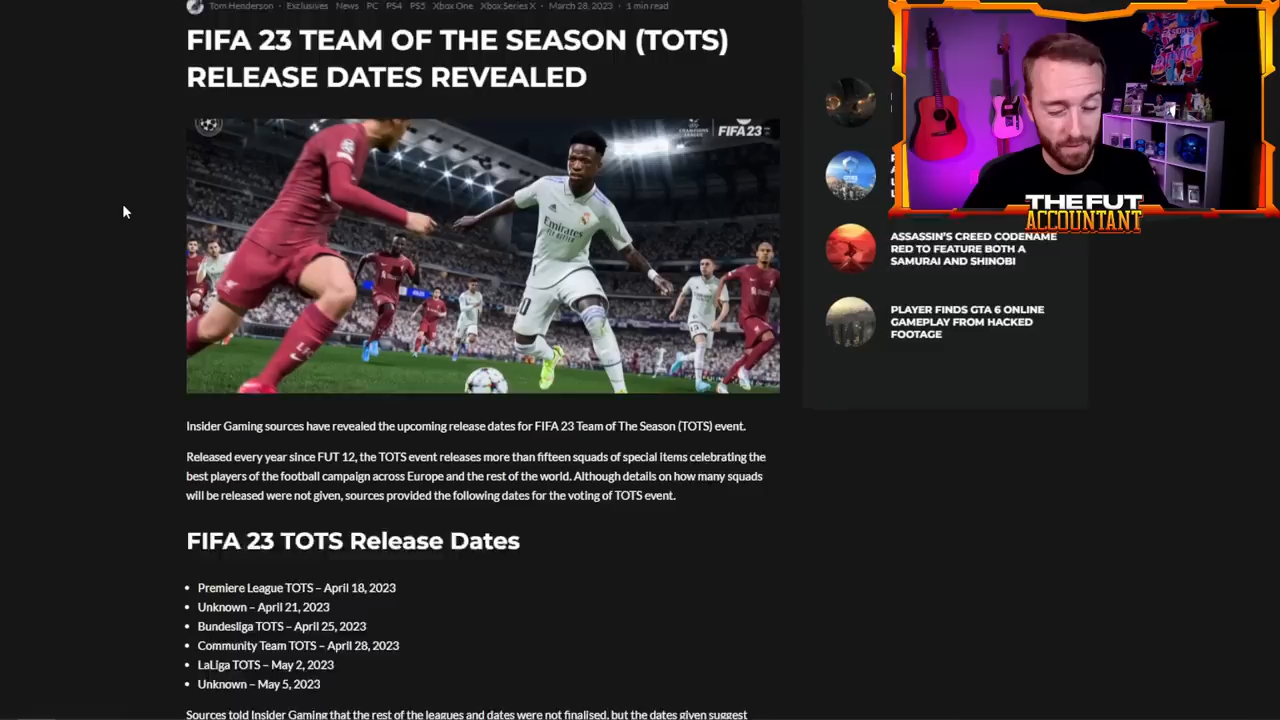 Tom Henderson · Exclusives News PC PS4 PS5 Xbox One Xbox Series X · March 28, 2023 · 1 min read
FIFA 23 TEAM OF THE SEASON (TOTS)
RELEASE DATES REVEALED
FIFA 23
Emirates
Insider Gaming sources have revealed the upcoming release dates for FIFA 23 Team of The Season (TOTS) event.
Released every year since FUT 12, the TOTS event releases more than fifteen squads of special items celebrating the
best players of the football campaign across Europe and the rest of the world. Although details on how many squads
will be released were not given, sources provided the following dates for the voting of TOTS event.
FIFA 23 TOTS Release Dates
• Premiere League TOTS – April 18, 2023
• Unknown – April 21, 2023
• Bundesliga TOTS – April 25, 2023
• Community Team TOTS – April 28, 2023
• LaLiga TOTS – May 2, 2023
• Unknown – May 5, 2023
Sources told Insider Gaming that the rest of the leagues and dates were not finalised, but the dates given suggest
THE FUT
ACCOUNTANT
ASSASSIN'S CREED CODENAME
RED TO FEATURE BOTH A
SAMURAI AND SHINOBI
PLAYER FINDS GTA 6 ONLINE
GAMEPLAY FROM HACKED
FOOTAGE